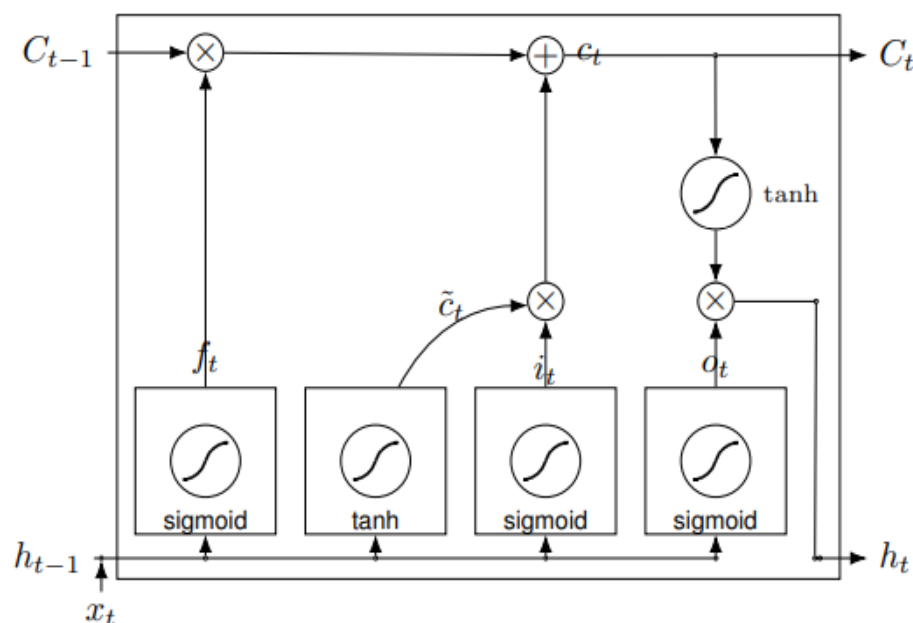 C_{t-1} × + c_t C_t
tanh
c̃_t × ×
f_t i_t o_t
sigmoid tanh sigmoid sigmoid
h_{t-1} h_t
x_t